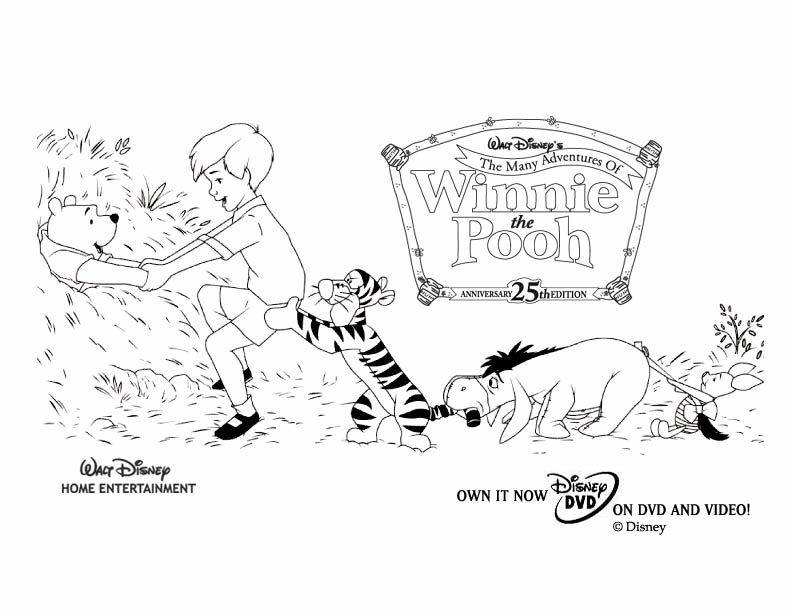 WALT DISNEY'S
The Many Adventures Of
Winnie
the
Pooh
ANNIVERSARY 25th EDITION
WALT DISNEY
HOME ENTERTAINMENT
OWN IT NOW DISNEY DVD ON DVD AND VIDEO!
© Disney